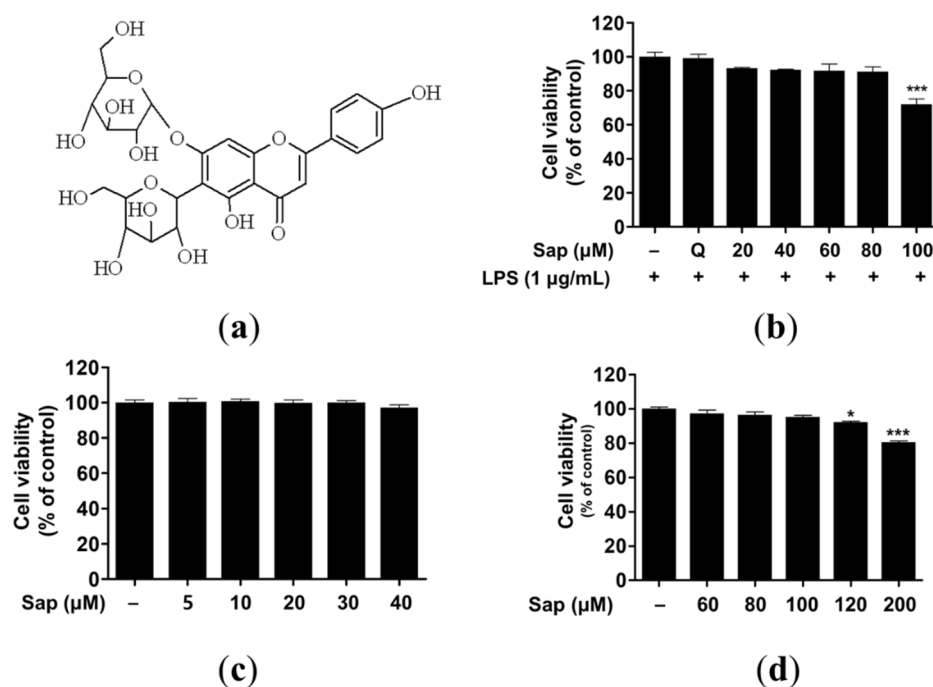 OH
O
HO
OH
OH
O
O
OH
HO
O
HO
HO
OH
OH
OH
O
(a)
120
100
80
60
40
20
0
Cell viability
(% of control)
***
Sap (µM) – Q 20 40 60 80 100
LPS (1 µg/mL) + + + + + + +
(b)
120
100
80
60
40
20
0
Cell viability
(% of control)
Sap (µM) – 5 10 20 30 40
(c)
120
100
80
60
40
20
0
Cell viability
(% of control)
*
***
Sap (µM) – 60 80 100 120 200
(d)